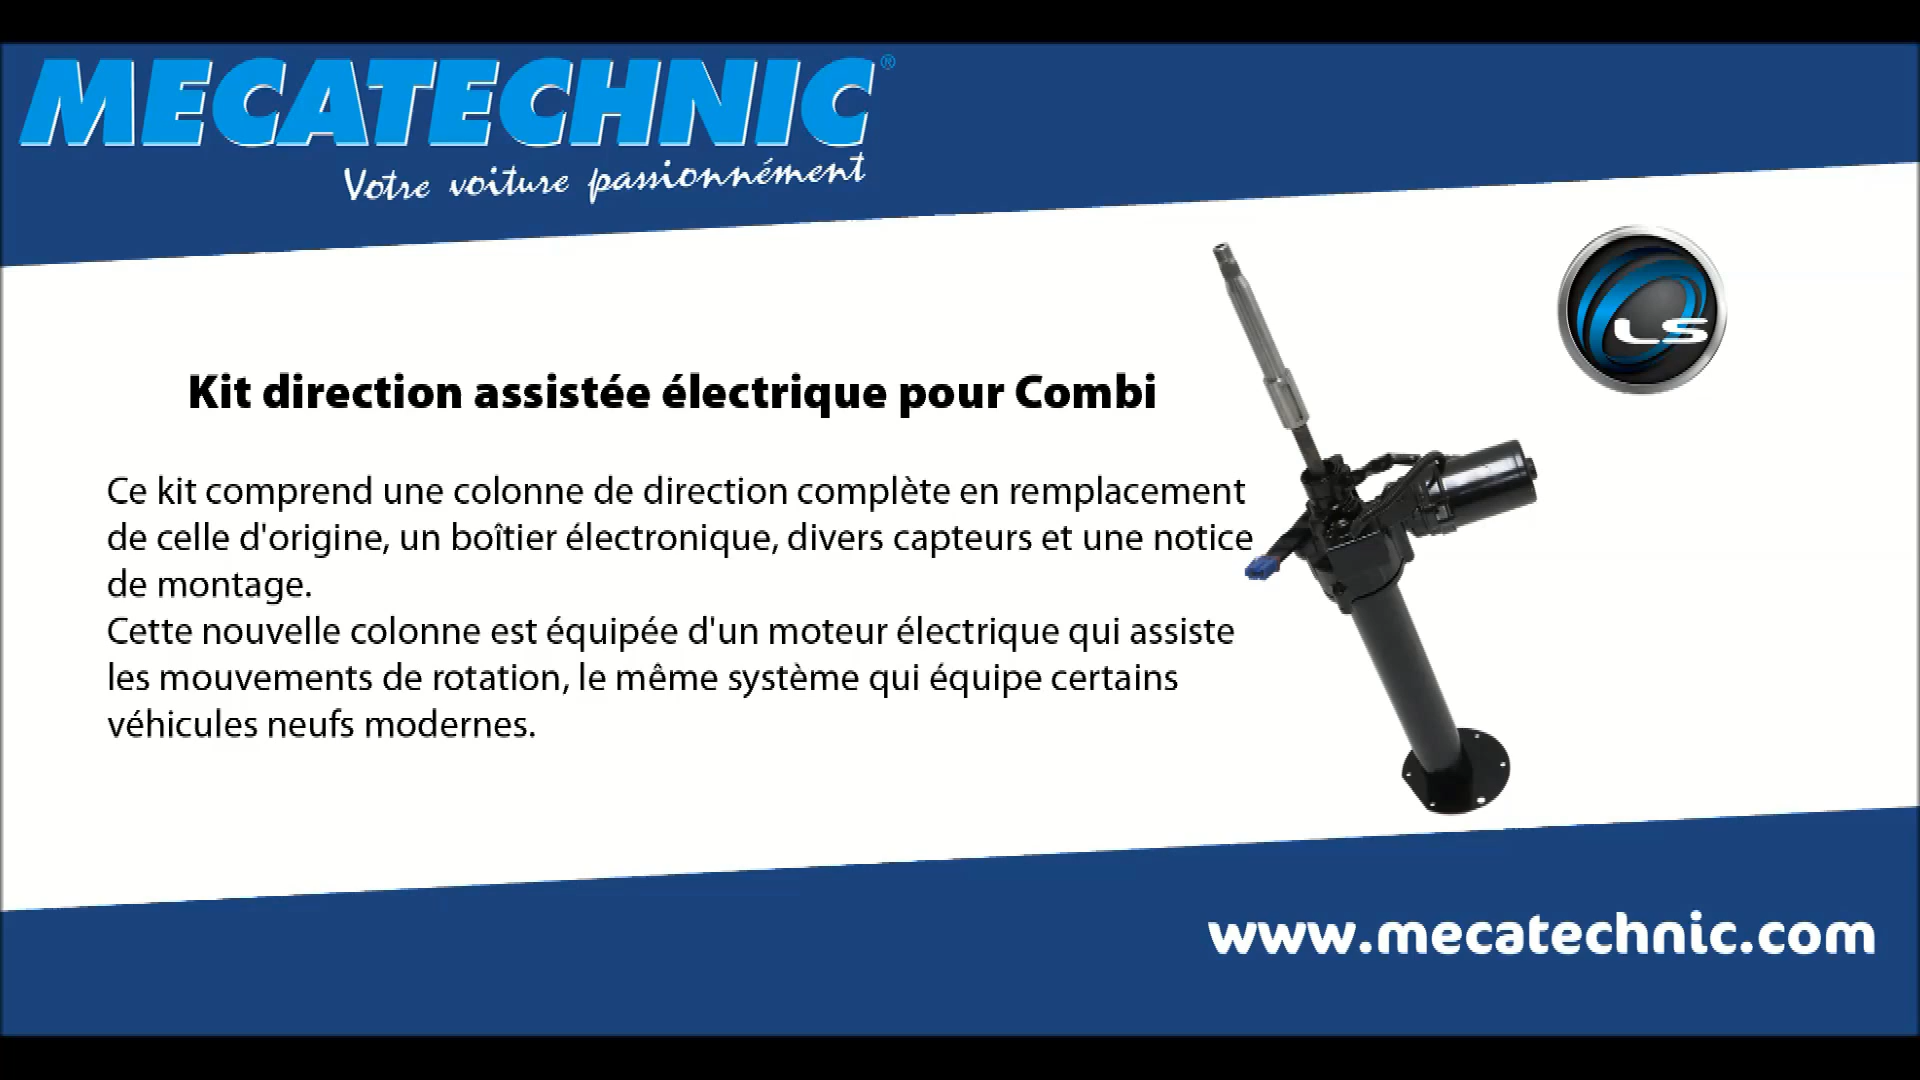 MECATECHNIC®
Votre voiture passionnément
LS
Kit direction assistée électrique pour Combi
Ce kit comprend une colonne de direction complète en remplacement
de celle d'origine, un boîtier électronique, divers capteurs et une notice
de montage.
Cette nouvelle colonne est équipée d'un moteur électrique qui assiste
les mouvements de rotation, le même système qui équipe certains
véhicules neufs modernes.
www.mecatechnic.com